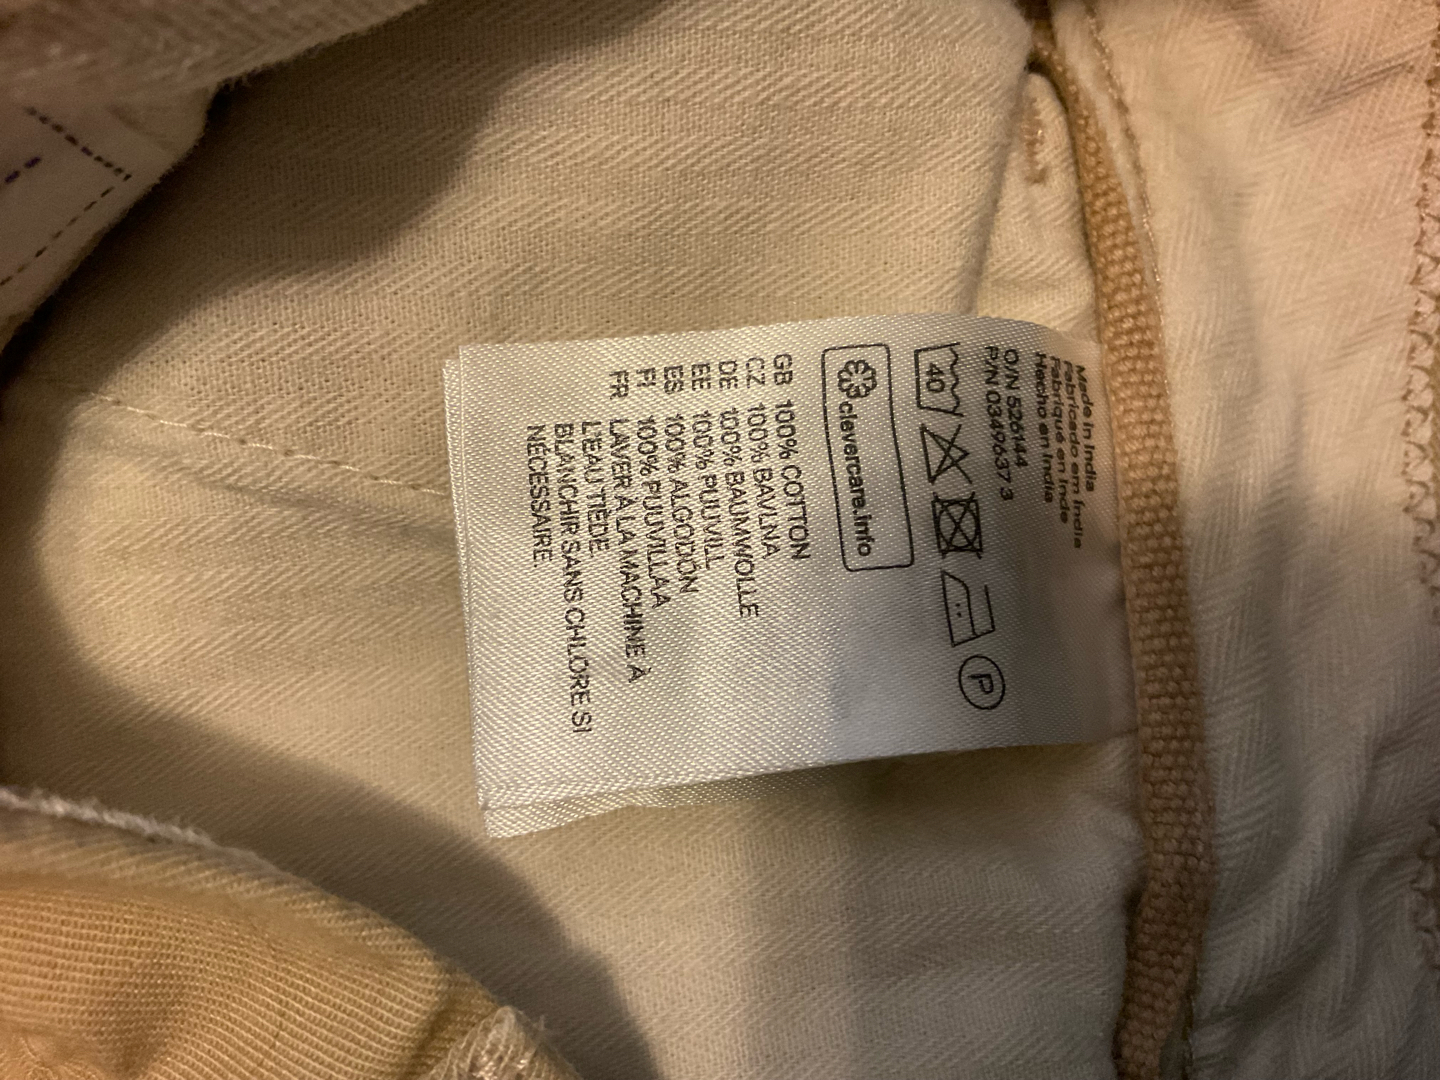 Made in India
Fabricado em India
Fabriqué en Inde
Hecho en India
O/N 526144
P/N 0349637 3
40
P
clevercare.info
GB 100% COTTON
CZ 100% BAVLNA
DE 100% BAUMWOLLE
EE 100% PUUVILL
ES 100% ALGODÓN
FI 100% PUUVILLAA
FR LAVER À LA MACHINE À
L'EAU TIÈDE
BLANCHIR SANS CHLORE SI
NÉCESSAIRE.